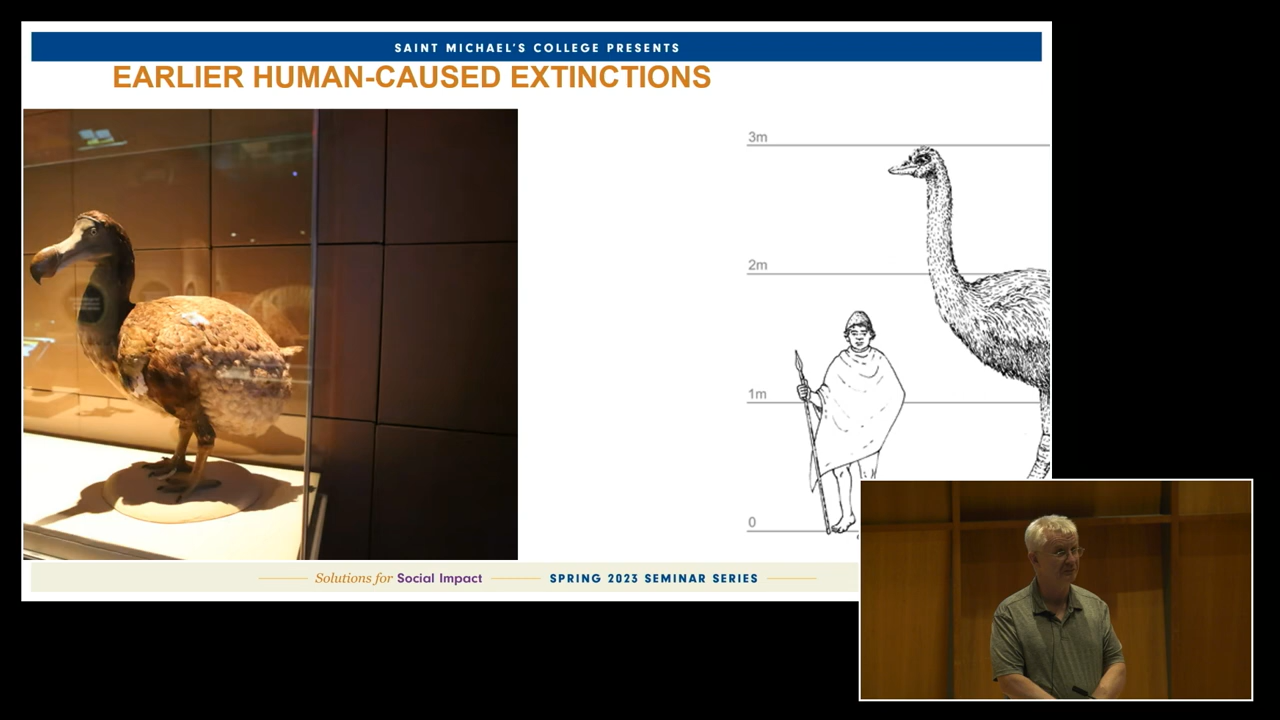 SAINT MICHAEL'S COLLEGE PRESENTS
EARLIER HUMAN-CAUSED EXTINCTIONS
3m
2m
1m
0
Solutions for Social Impact
SPRING 2023 SEMINAR SERIES